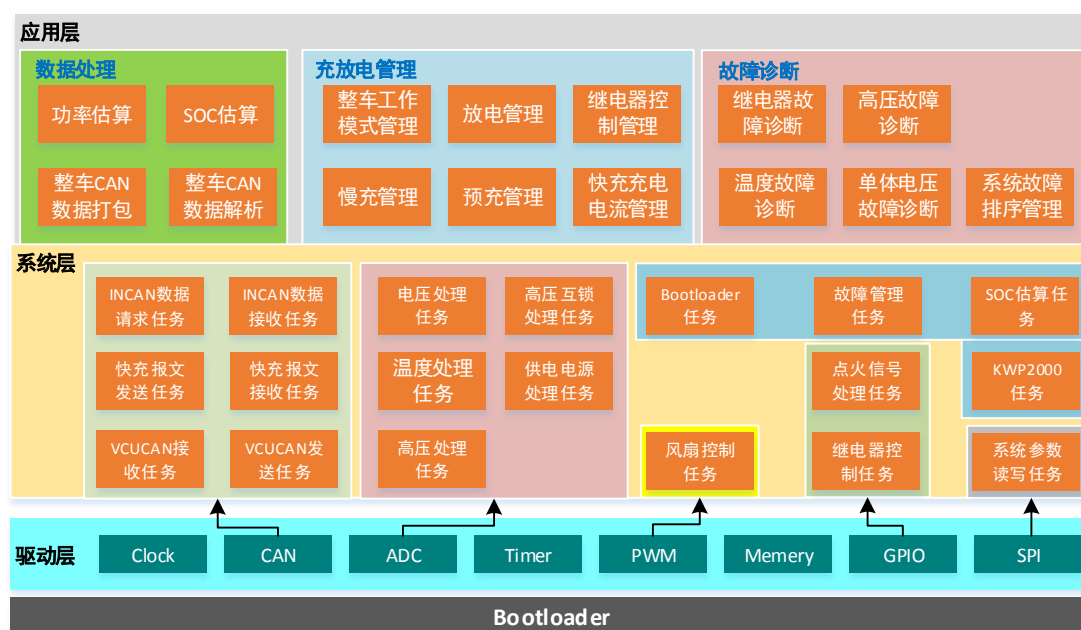 应用层
数据处理
功率估算
SOC估算
整车CAN
数据打包
整车CAN
数据解析
充放电管理
整车工作
模式管理
放电管理
继电器控
制管理
慢充管理
预充管理
快充充电
电流管理
故障诊断
继电器故
障诊断
高压故障
诊断
温度故障
诊断
单体电压
故障诊断
系统故障
排序管理
系统层
INCAN数据
请求任务
INCAN数据
接收任务
快充报文
发送任务
快充报文
接收任务
VCUCAN接
收任务
VCUCAN发
送任务
电压处理
任务
高压互锁
处理任务
温度处理
任务
供电电源
处理任务
高压处理
任务
Bootloader
任务
故障管理
任务
SOC估算任
务
点火信号
处理任务
KWP2000
任务
风扇控制
任务
继电器控
制任务
系统参数
读写任务
驱动层
Clock
CAN
ADC
Timer
PWM
Memery
GPIO
SPI
Bootloader